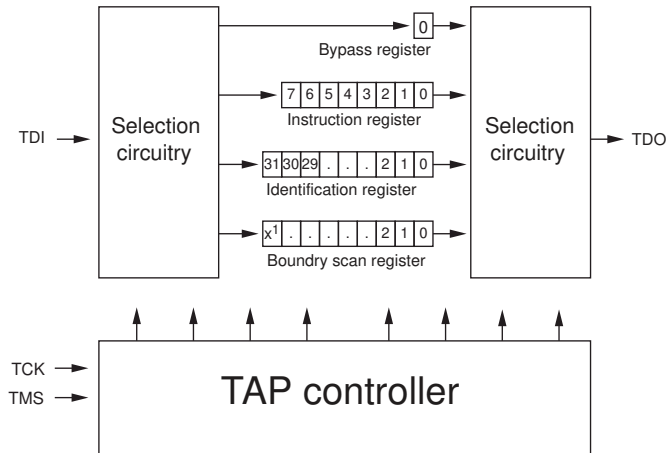 0
Bypass register
7 6 5 4 3 2 1 0
Instruction register
TDI
Selection
circuitry
Selection
circuitry
TDO
31 30 29 . . . 2 1 0
Identification register
x1 . . . . . 2 1 0
Boundry scan register
TCK
TMS
TAP controller